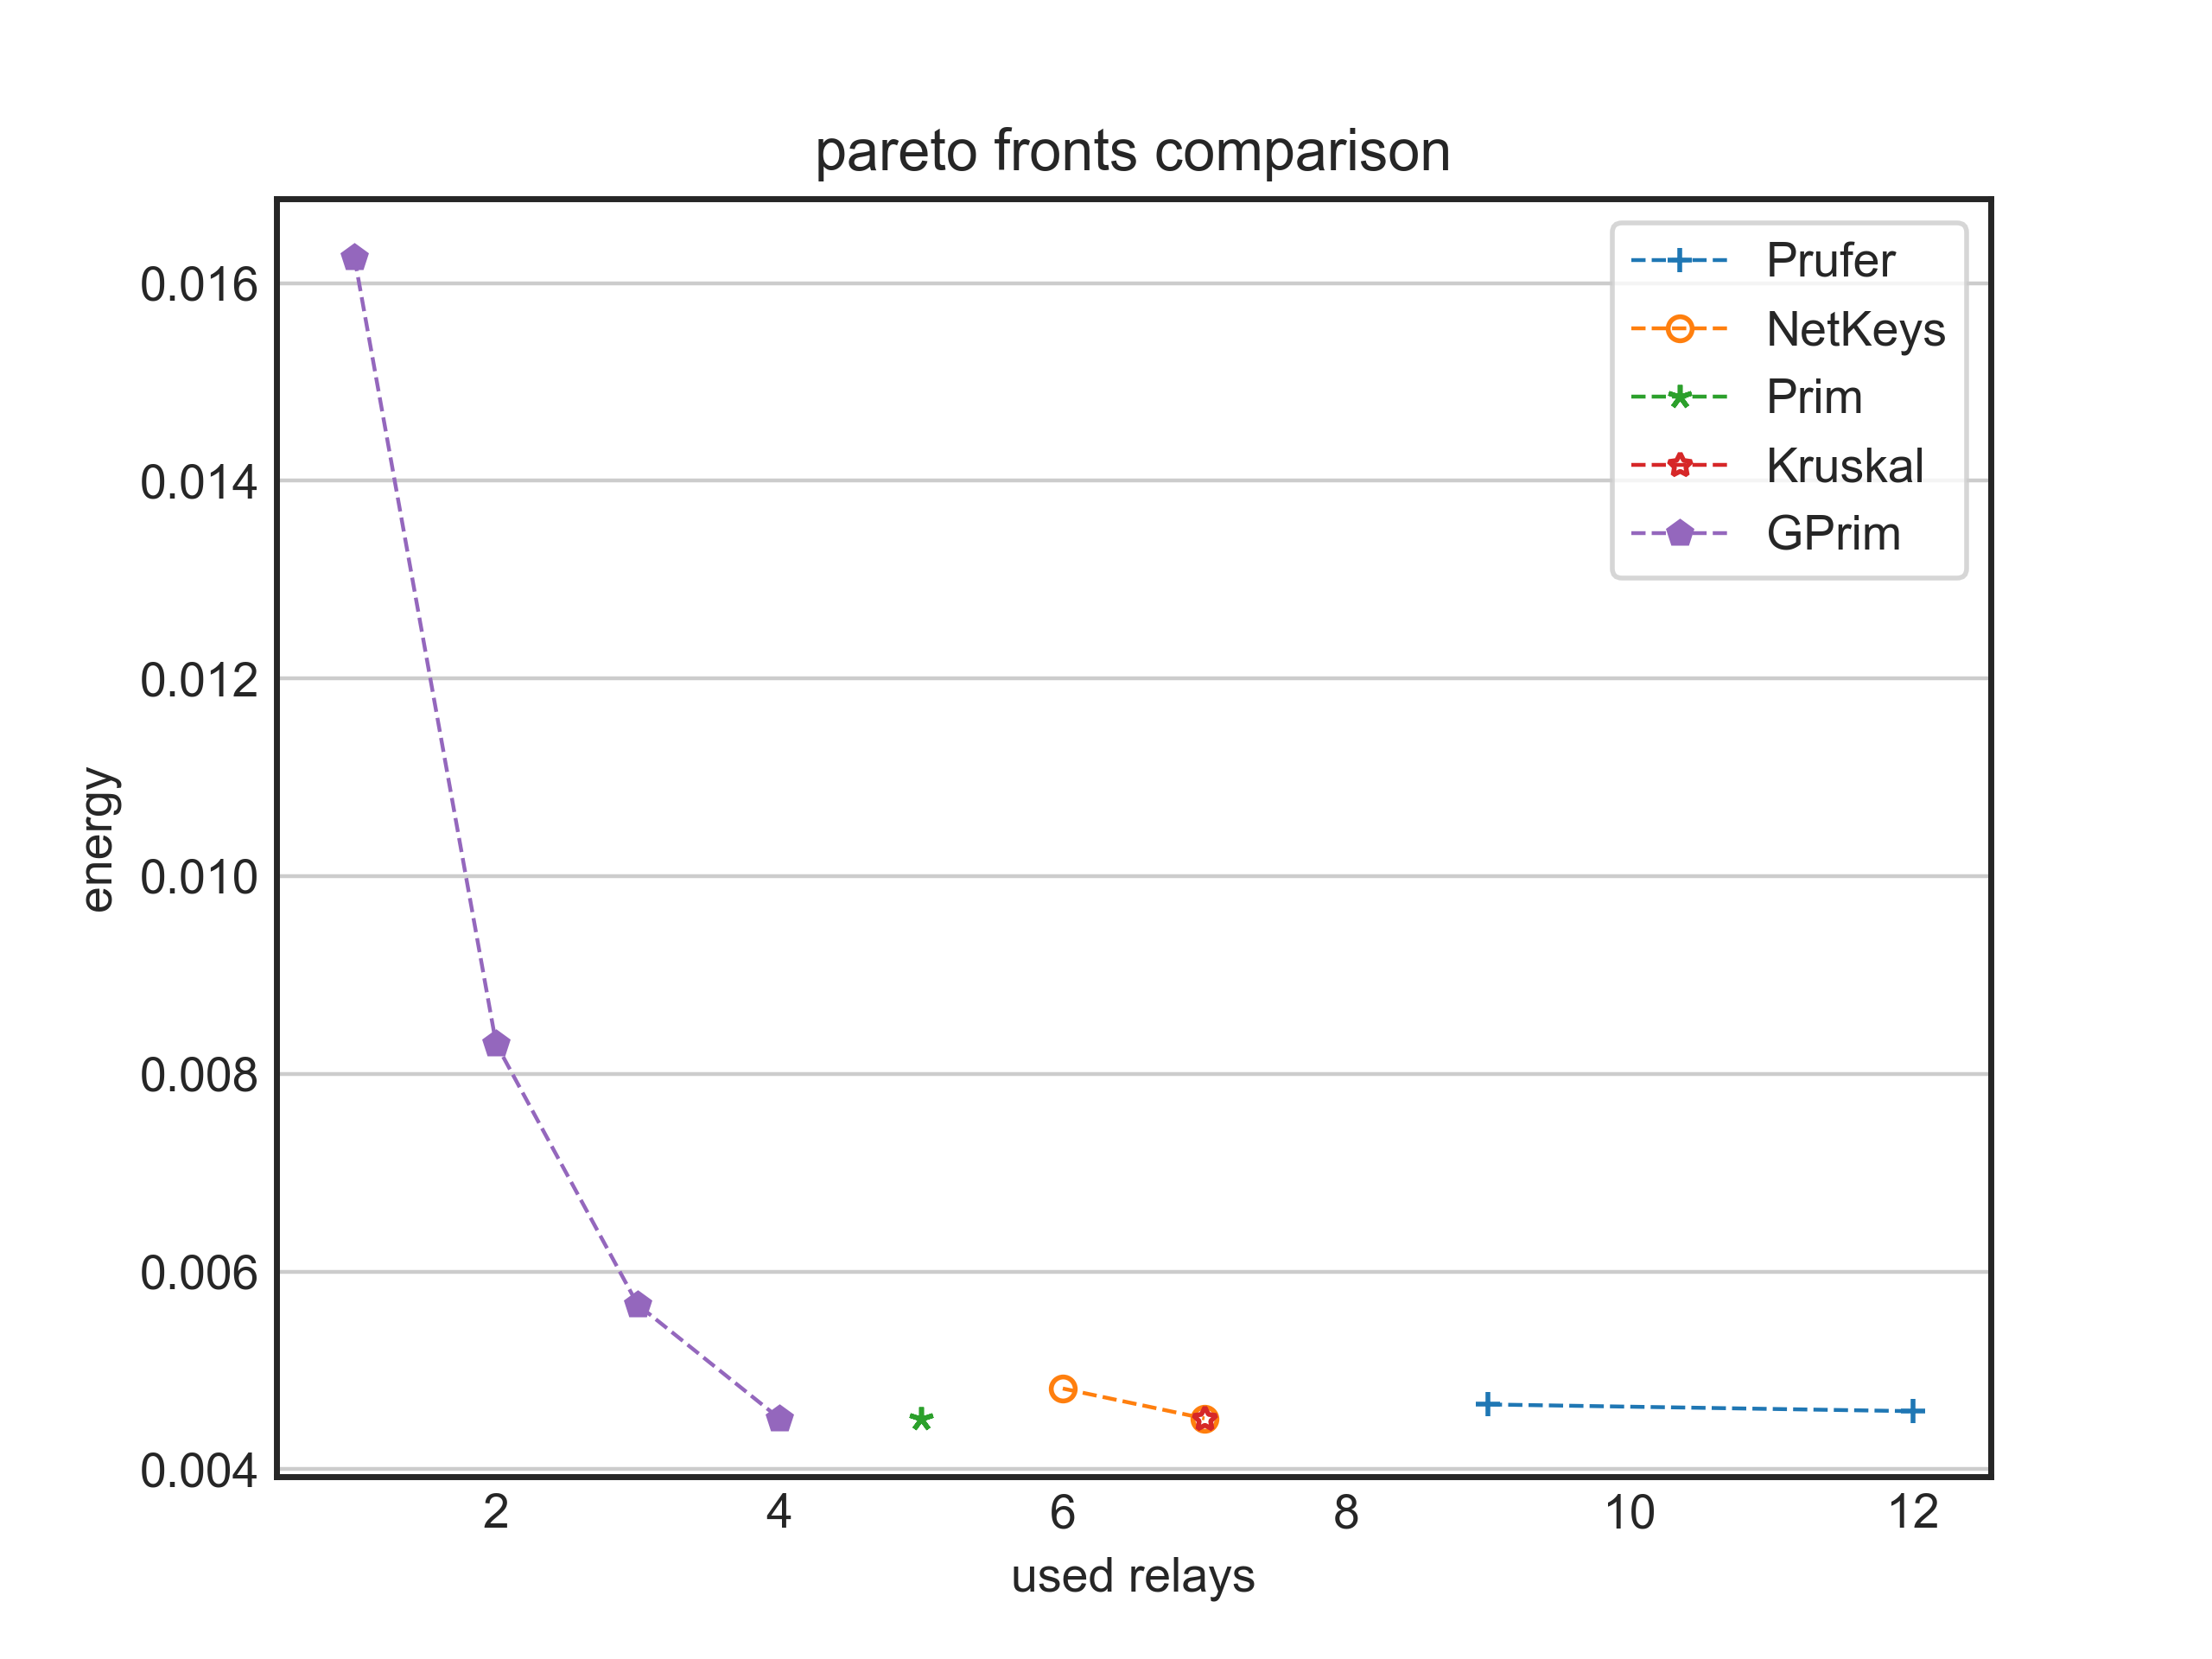 pareto fronts comparison
Prufer
NetKeys
Prim
Kruskal
GPrim
0.016
0.014
0.012
0.010
0.008
0.006
0.004
energy
2 4 6 8 10 12
used relays